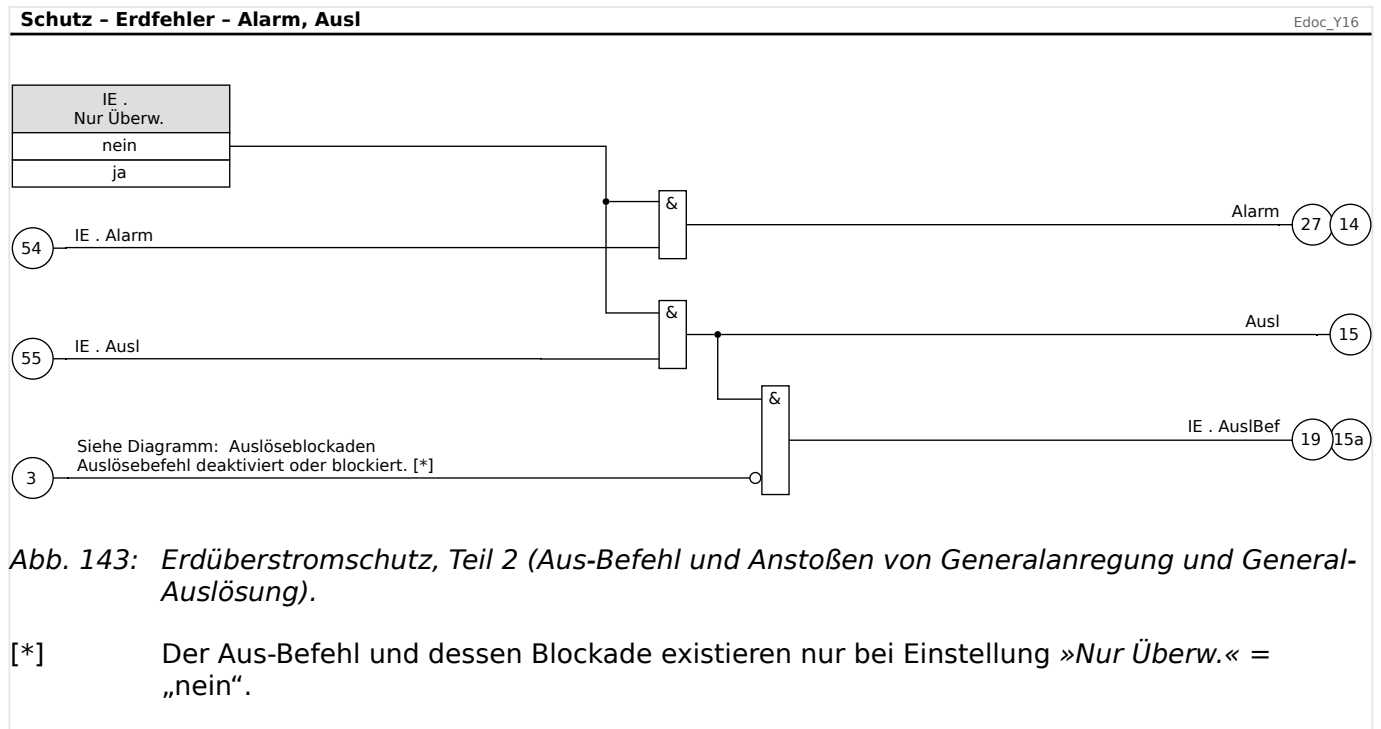 Schutz – Erdfehler – Alarm, Ausl
Edoc_Y16
IE .
Nur Überw.
nein
ja
&
Alarm
27
14
54
IE . Alarm
&
Ausl
15
55
IE . Ausl
&
IE . AuslBef
19
15a
Siehe Diagramm: Auslöseblockaden
Auslösebefehl deaktiviert oder blockiert. [*]
3
Abb. 143: Erdüberstromschutz, Teil 2 (Aus-Befehl und Anstoßen von Generalanregung und General-
Auslösung).
[*] Der Aus-Befehl und dessen Blockade existieren nur bei Einstellung »Nur Überw.« =
„nein“.